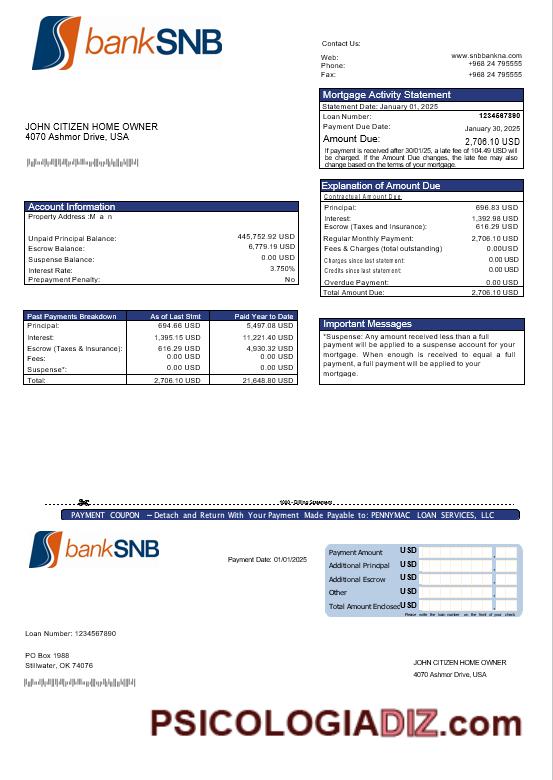 bankSNB
Contact Us:
Web: www.snbbankna.com
Phone: +968 24 795555
Fax: +968 24 795555
Mortgage Activity Statement
Statement Date: January 01, 2025
Loan Number: 1234567890
Payment Due Date: January 30, 2025
Amount Due: 2,706.10 USD
If payment is received after 30/01/25, a late fee of 104.49 USD will
be charged. If the Amount Due changes, the late fee may also
change based on the terms of your mortgage.
JOHN CITIZEN HOME OWNER
4070 Ashmor Drive, USA
Explanation of Amount Due
Contractual Amount Due
Principal: 696.83 USD
Interest: 1,392.98 USD
Escrow (Taxes and Insurance): 616.29 USD
Regular Monthly Payment: 2,706.10 USD
Fees & Charges (total outstanding) 0.00USD
Charges since last statement: 0.00 USD
Credits since last statement: 0.00 USD
Overdue Payment: 0.00 USD
Total Amount Due: 2,706.10 USD
Account Information
Property Address :M a n
Unpaid Principal Balance: 445,752.92 USD
Escrow Balance: 6,779.19 USD
Suspense Balance: 0.00 USD
Interest Rate: 3.750%
Prepayment Penalty: No
Past Payments Breakdown As of Last Stmt Paid Year to Date
Principal: 694.66 USD 5,497.08 USD
Interest: 1,395.15 USD 11,221.40 USD
Escrow (Taxes & Insurance): 616.29 USD 4,930.32 USD
Fees: 0.00 USD 0.00 USD
Suspense*: 0.00 USD 0.00 USD
Total: 2,706.10 USD 21,648.80 USD
Important Messages
*Suspense: Any amount received less than a full
payment will be applied to a suspense account for your
mortgage. When enough is received to equal a full
payment, a full payment will be applied to your
mortgage.
- Billing Statement
PAYMENT COUPON – Detach and Return With Your Payment Made Payable to: PENNYMAC LOAN SERVICES, LLC
bankSNB
Payment Date: 01/01/2025
Payment Amount USD
Additional Principal USD
Additional Escrow USD
Other USD
Total Amount Enclosed USD
Please write the loan number on the front of your check
Loan Number: 1234567890
PO Box 1988
Stillwater, OK 74076
JOHN CITIZEN HOME OWNER
4070 Ashmor Drive, USA
PSICOLOGIADIZ.com